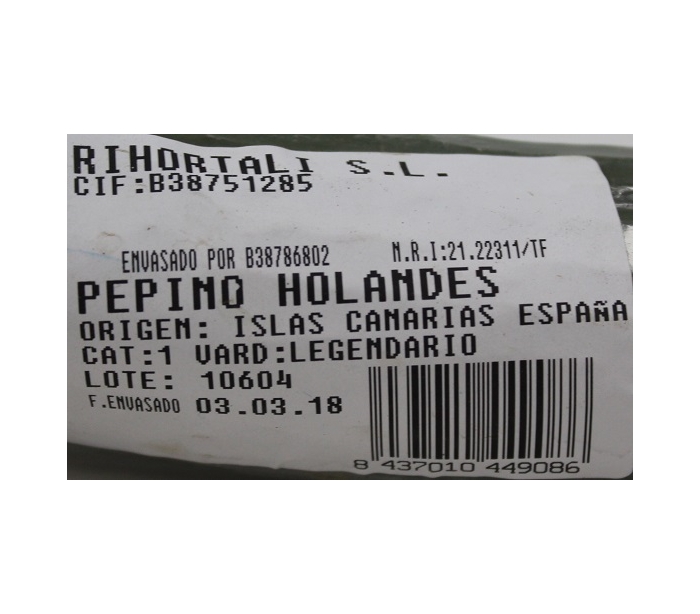 RIHORTALI S.L.
CIF:B38751285
ENVASADO POR B38786802 N.R.I:21.22311/TF
PEPINO HOLANDES
ORIGEN: ISLAS CANARIAS ESPAÑA
CAT:1 VARD:LEGENDARIO
LOTE: 10604
F.ENVASADO 03.03.18
8 437010 449086